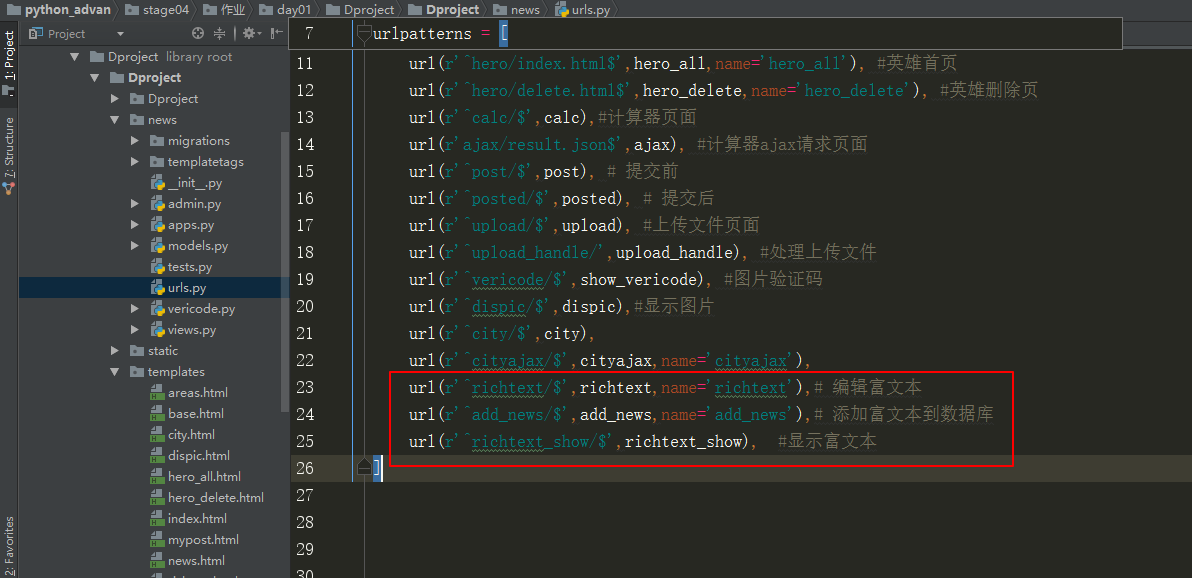 python_advan stage04 作业 day01 Dproject Dproject news urls.py
1: Project
7: Structure
2: Favorites
Project
Dproject library root
Dproject
Dproject
news
migrations
templatetags
__init__.py
admin.py
apps.py
models.py
tests.py
urls.py
vericode.py
views.py
static
templates
areas.html
base.html
city.html
dispic.html
hero_all.html
hero_delete.html
index.html
mypost.html
news.html
7 urlpatterns = [
11 url(r'^hero/index.html$',hero_all,name='hero_all'), #英雄首页
12 url(r'^hero/delete.html$',hero_delete,name='hero_delete'), #英雄删除页
13 url(r'^calc/$',calc),#计算器页面
14 url(r'ajax/result.json$',ajax), #计算器ajax请求页面
15 url(r'^post/$',post), # 提交前
16 url(r'^posted/$',posted), # 提交后
17 url(r'^upload/$',upload), #上传文件页面
18 url(r'^upload_handle/',upload_handle), #处理上传文件
19 url(r'^vericode/$',show_vericode), #图片验证码
20 url(r'^dispic/$',dispic),#显示图片
21 url(r'^city/$',city),
22 url(r'^cityajax/$',cityajax,name='cityajax'),
23 url(r'^richtext/$',richtext,name='richtext'),# 编辑富文本
24 url(r'^add_news/$',add_news,name='add_news'),# 添加富文本到数据库
25 url(r'^richtext_show/$',richtext_show), #显示富文本
26 ]
27
28
29
30